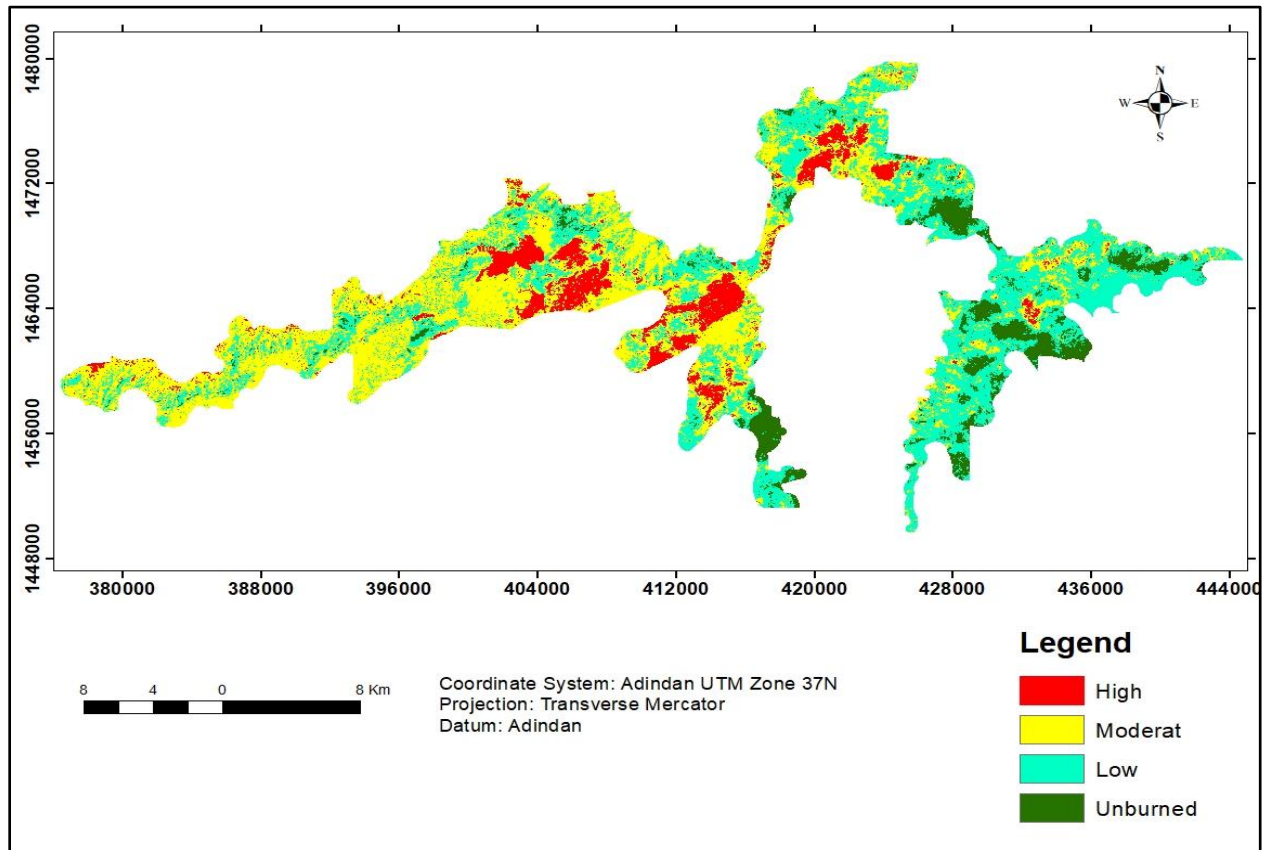 1480000
1472000
1464000
1456000
1448000
N
W E
S
380000 388000 396000 404000 412000 420000 428000 436000 444000
Legend
High
Moderat
Low
Unburned
8 4 0 8 Km
Coordinate System: Adindan UTM Zone 37N
Projection: Transverse Mercator
Datum: Adindan